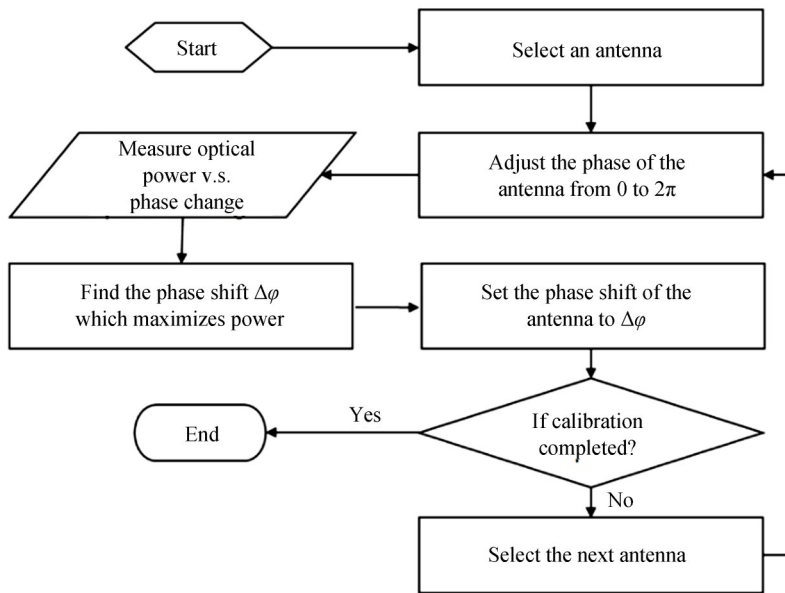 Start
Select an antenna
Measure optical
power v.s.
phase change
Adjust the phase of the
antenna from 0 to 2π
Find the phase shift Δφ
which maximizes power
Set the phase shift of the
antenna to Δφ
Yes
End
If calibration
completed?
No
Select the next antenna